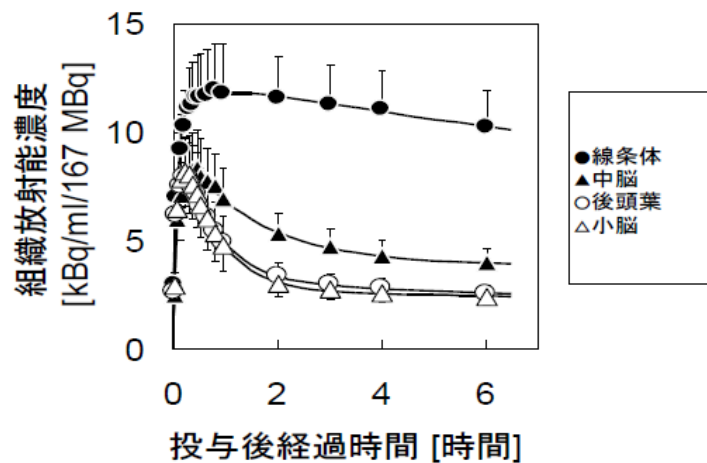 組織放射能濃度
[kBq/ml/167 MBq]
15
10
5
0
0 2 4 6
投与後経過時間 [時間]
●線条体
▲中脳
○後頭葉
△小脳